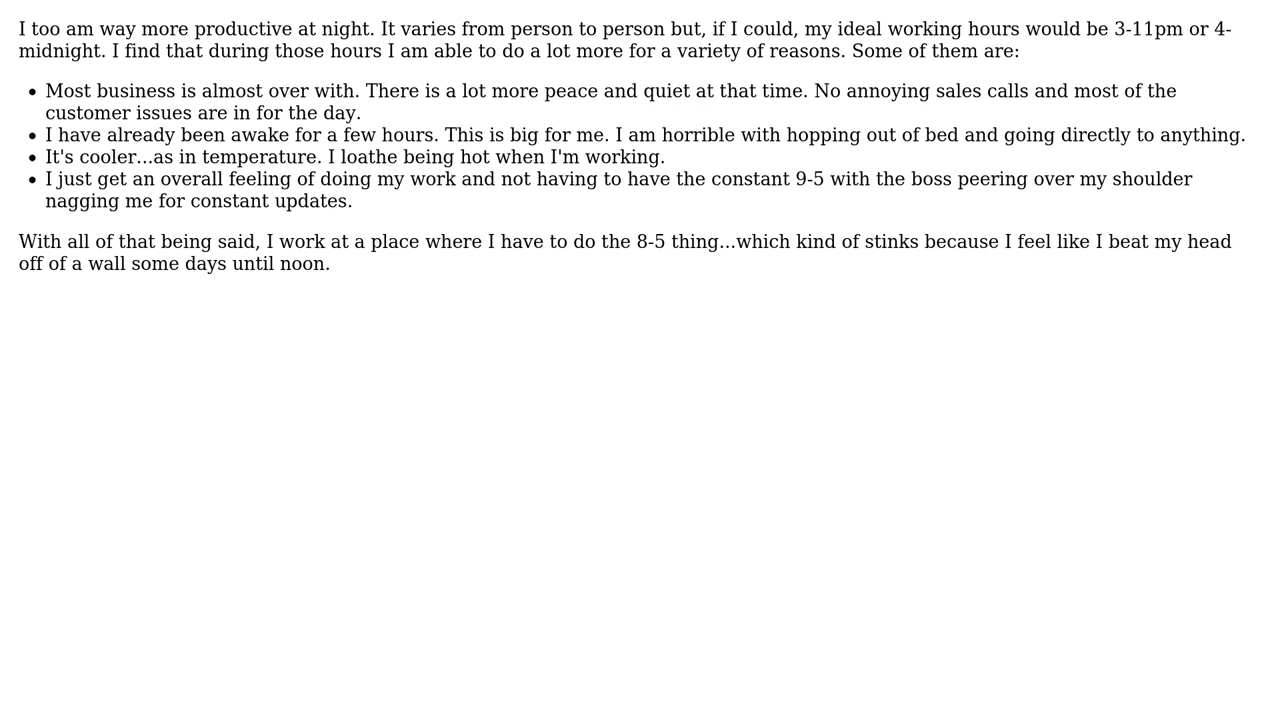 I too am way more productive at night. It varies from person to person but, if I could, my ideal working hours would be 3-11pm or 4-
midnight. I find that during those hours I am able to do a lot more for a variety of reasons. Some of them are:
• Most business is almost over with. There is a lot more peace and quiet at that time. No annoying sales calls and most of the
customer issues are in for the day.
• I have already been awake for a few hours. This is big for me. I am horrible with hopping out of bed and going directly to anything.
• It's cooler...as in temperature. I loathe being hot when I'm working.
• I just get an overall feeling of doing my work and not having to have the constant 9-5 with the boss peering over my shoulder
nagging me for constant updates.
With all of that being said, I work at a place where I have to do the 8-5 thing...which kind of stinks because I feel like I beat my head
off of a wall some days until noon.